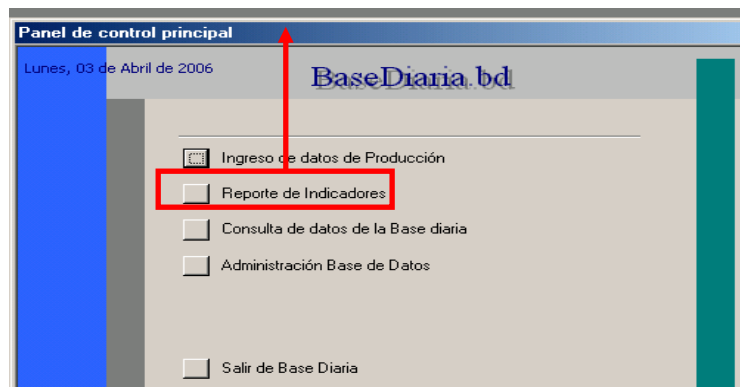 Panel de control principal
Lunes, 03 de Abril de 2006
BaseDiaria.bd
Ingreso de datos de Producción
Reporte de Indicadores
Consulta de datos de la Base diaria
Administración Base de Datos
Salir de Base Diaria